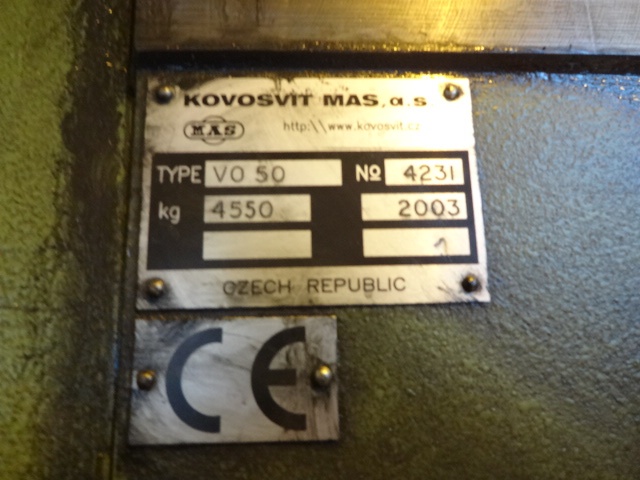 KOVOSVIT MAS, a.s
MAS http:\\www.kovosvit.cz
TYPE VO 50 № 4231
kg 4550 2003
1
CZECH REPUBLIC
CE